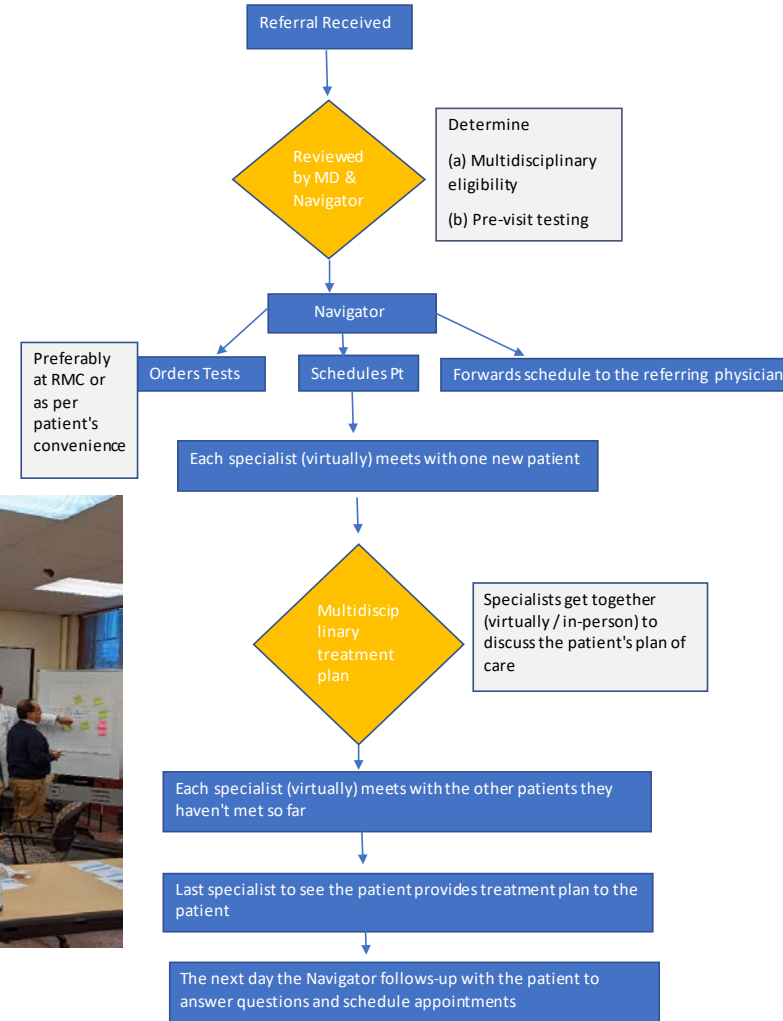 Referral Received
Reviewed
by MD &
Navigator
Determine
(a) Multidisciplinary
eligibility
(b) Pre-visit testing
Navigator
Preferably
at RMC or
as per
patient's
convenience
Orders Tests
Schedules Pt
Forwards schedule to the referring physician
Each specialist (virtually) meets with one new patient
Multidiscip
linary
treatment
plan
Specialists get together
(virtually / in-person) to
discuss the patient's plan of
care
Each specialist (virtually) meets with the other patients they
haven't met so far
Last specialist to see the patient provides treatment plan to the
patient
The next day the Navigator follows-up with the patient to
answer questions and schedule appointments